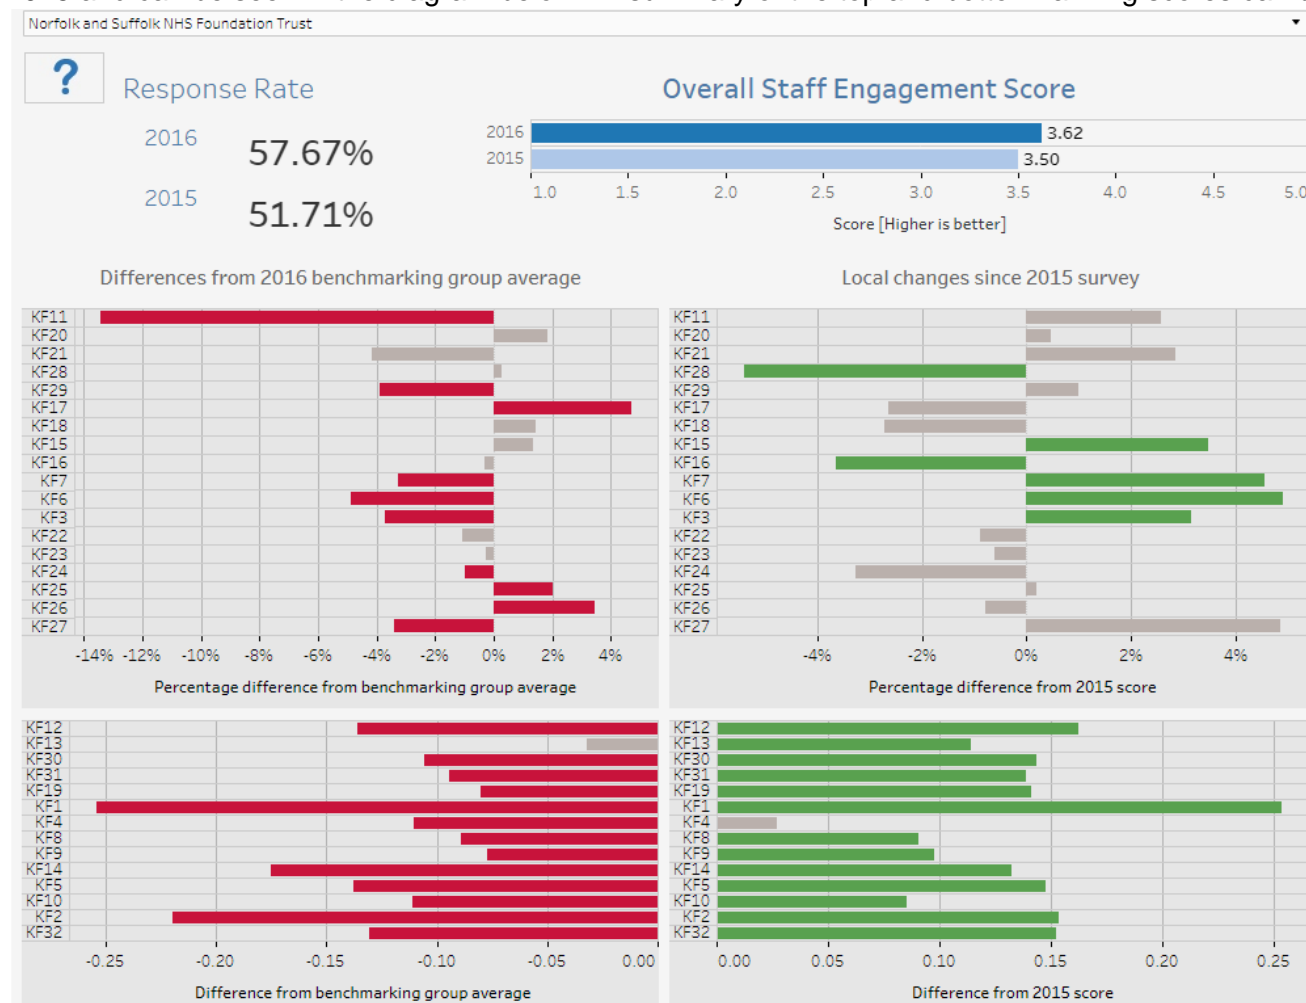 Norfolk and Suffolk NHS Foundation Trust
?
Response Rate
2016
57.67%
2015
51.71%
Overall Staff Engagement Score
2016
3.62
2015
3.50
1.0 1.5 2.0 2.5 3.0 3.5 4.0 4.5 5.0
Score [Higher is better]
Differences from 2016 benchmarking group average
KF11
KF20
KF21
KF28
KF29
KF17
KF18
KF15
KF16
KF7
KF6
KF3
KF22
KF23
KF24
KF25
KF26
KF27
-14% -12% -10% -8% -6% -4% -2% 0% 2% 4%
Percentage difference from benchmarking group average
Local changes since 2015 survey
KF11
KF20
KF21
KF28
KF29
KF17
KF18
KF15
KF16
KF7
KF6
KF3
KF22
KF23
KF24
KF25
KF26
KF27
-4% -2% 0% 2% 4%
Percentage difference from 2015 score
KF12
KF13
KF30
KF31
KF19
KF1
KF4
KF8
KF9
KF14
KF5
KF10
KF2
KF32
-0.25 -0.20 -0.15 -0.10 -0.05 0.00
Difference from benchmarking group average
KF12
KF13
KF30
KF31
KF19
KF1
KF4
KF8
KF9
KF14
KF5
KF10
KF2
KF32
0.00 0.05 0.10 0.15 0.20 0.25
Difference from 2015 score